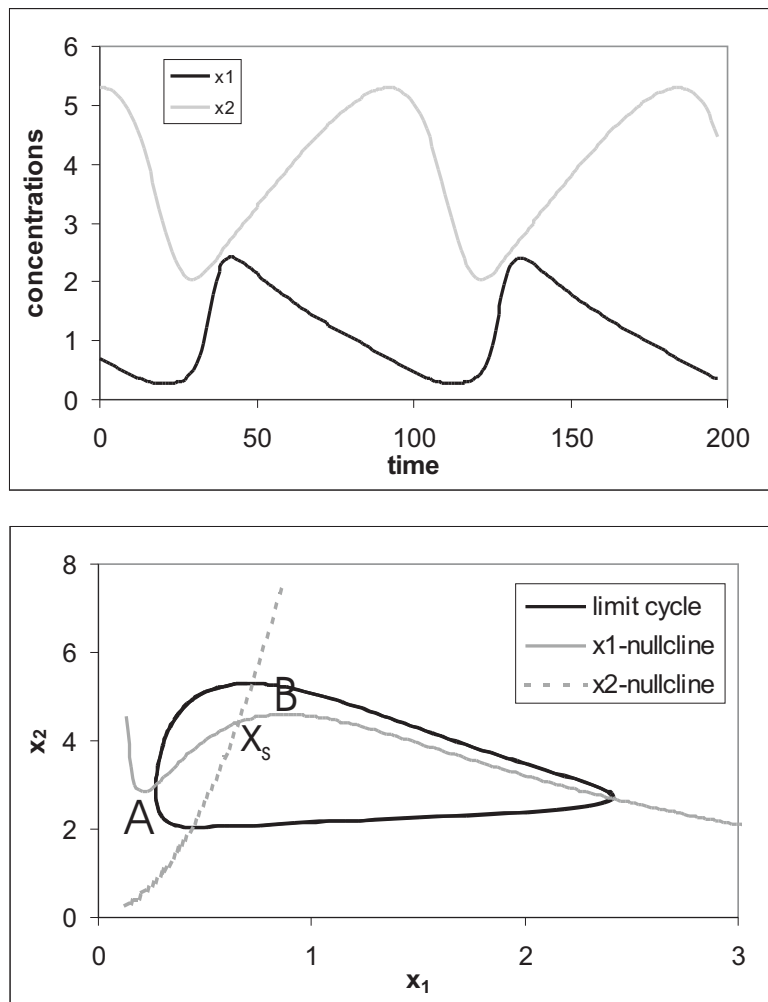 6
5
4
3
2
1
0
x1
x2
concentrations
0 50 100 150 200
time
8
6
4
2
0
limit cycle
x1-nullcline
x2-nullcline
B
Xₛ
A
x₂
0 1 2 3
x₁